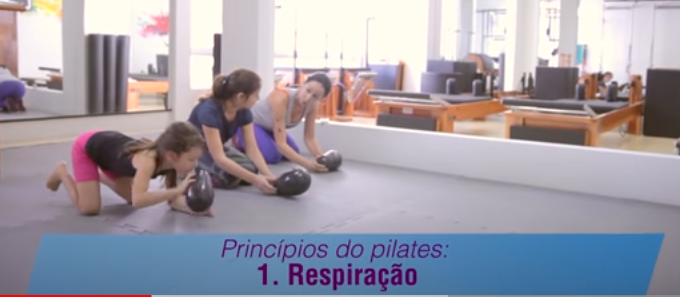 Princípios do pilates:
1. Respiração